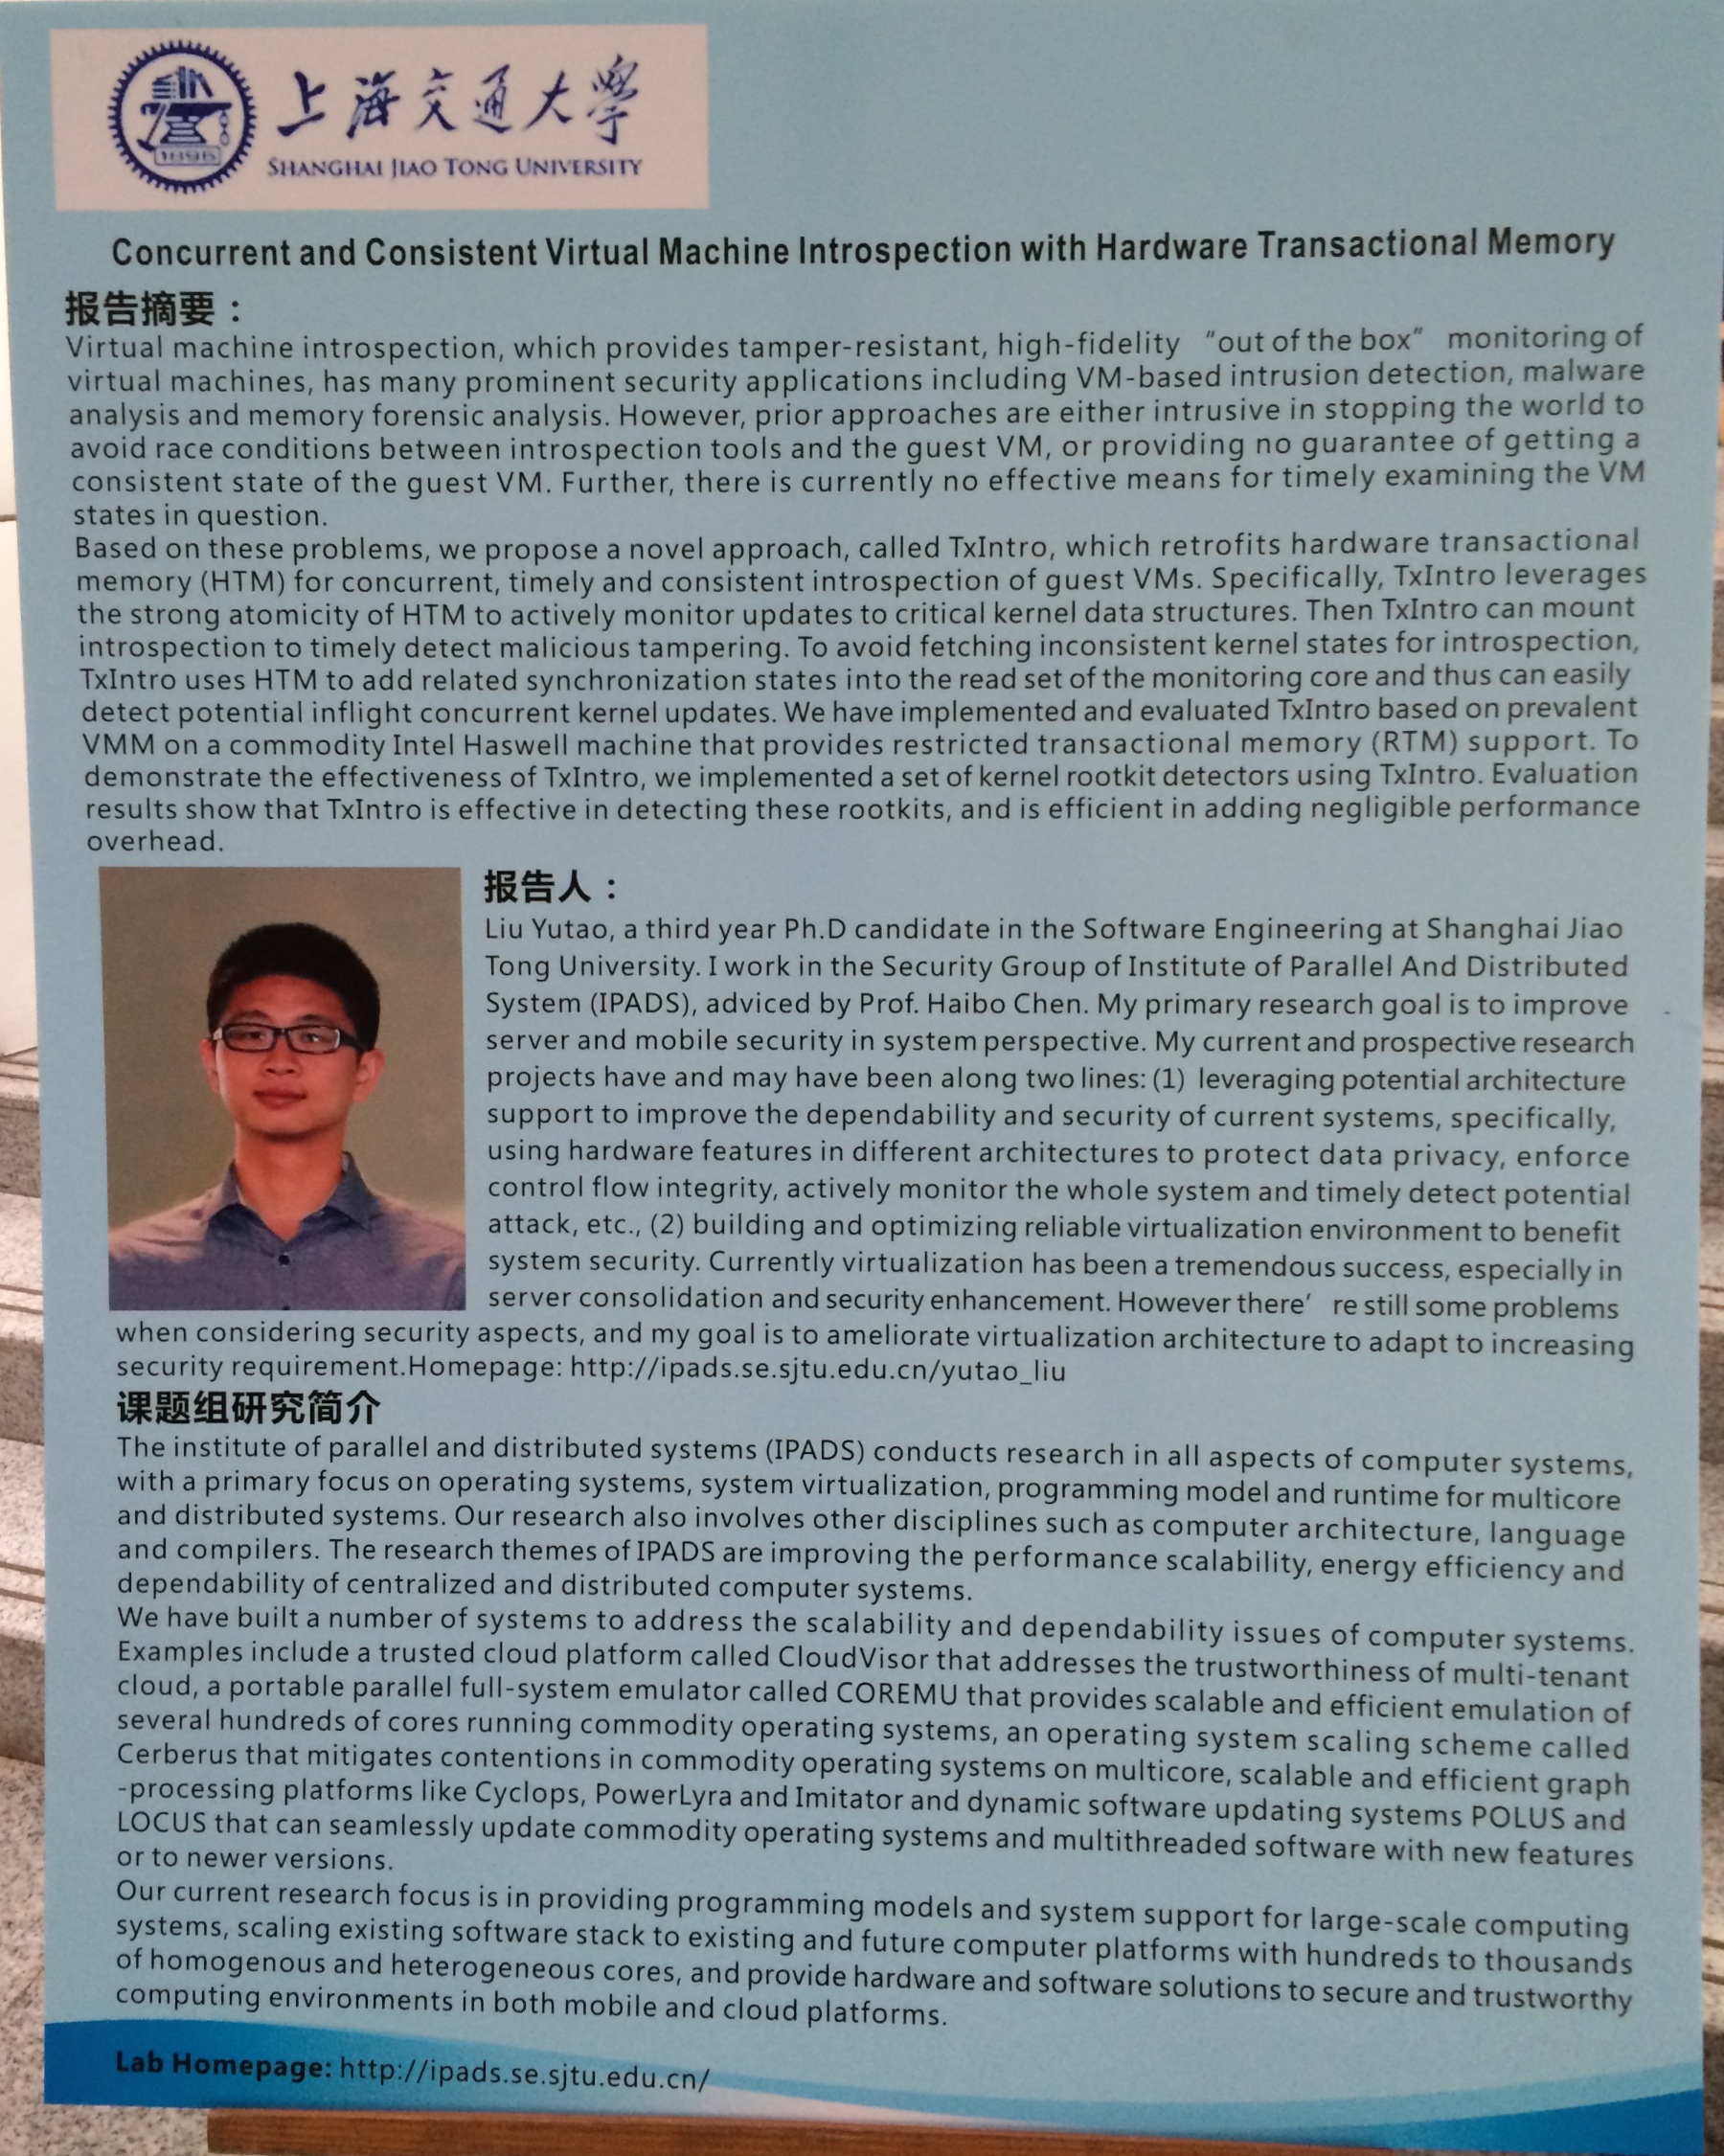 上海交通大學
SHANGHAI JIAO TONG UNIVERSITY
Concurrent and Consistent Virtual Machine Introspection with Hardware Transactional Memory
报告摘要：
Virtual machine introspection, which provides tamper-resistant, high-fidelity “out of the box” monitoring of
virtual machines, has many prominent security applications including VM-based intrusion detection, malware
analysis and memory forensic analysis. However, prior approaches are either intrusive in stopping the world to
avoid race conditions between introspection tools and the guest VM, or providing no guarantee of getting a
consistent state of the guest VM. Further, there is currently no effective means for timely examining the VM
states in question.
Based on these problems, we propose a novel approach, called TxIntro, which retrofits hardware transactional
memory (HTM) for concurrent, timely and consistent introspection of guest VMs. Specifically, TxIntro leverages
the strong atomicity of HTM to actively monitor updates to critical kernel data structures. Then TxIntro can mount
introspection to timely detect malicious tampering. To avoid fetching inconsistent kernel states for introspection,
TxIntro uses HTM to add related synchronization states into the read set of the monitoring core and thus can easily
detect potential inflight concurrent kernel updates. We have implemented and evaluated TxIntro based on prevalent
VMM on a commodity Intel Haswell machine that provides restricted transactional memory (RTM) support. To
demonstrate the effectiveness of TxIntro, we implemented a set of kernel rootkit detectors using TxIntro. Evaluation
results show that TxIntro is effective in detecting these rootkits, and is efficient in adding negligible performance
overhead.
报告人：
Liu Yutao, a third year Ph.D candidate in the Software Engineering at Shanghai Jiao
Tong University. I work in the Security Group of Institute of Parallel And Distributed
System (IPADS), adviced by Prof. Haibo Chen. My primary research goal is to improve
server and mobile security in system perspective. My current and prospective research
projects have and may have been along two lines: (1) leveraging potential architecture
support to improve the dependability and security of current systems, specifically,
using hardware features in different architectures to protect data privacy, enforce
control flow integrity, actively monitor the whole system and timely detect potential
attack, etc., (2) building and optimizing reliable virtualization environment to benefit
system security. Currently virtualization has been a tremendous success, especially in
server consolidation and security enhancement. However there’ re still some problems
when considering security aspects, and my goal is to ameliorate virtualization architecture to adapt to increasing
security requirement.Homepage: http://ipads.se.sjtu.edu.cn/yutao_liu
课题组研究简介
The institute of parallel and distributed systems (IPADS) conducts research in all aspects of computer systems,
with a primary focus on operating systems, system virtualization, programming model and runtime for multicore
and distributed systems. Our research also involves other disciplines such as computer architecture, language
and compilers. The research themes of IPADS are improving the performance scalability, energy efficiency and
dependability of centralized and distributed computer systems.
We have built a number of systems to address the scalability and dependability issues of computer systems.
Examples include a trusted cloud platform called CloudVisor that addresses the trustworthiness of multi-tenant
cloud, a portable parallel full-system emulator called COREMU that provides scalable and efficient emulation of
several hundreds of cores running commodity operating systems, an operating system scaling scheme called
Cerberus that mitigates contentions in commodity operating systems on multicore, scalable and efficient graph
-processing platforms like Cyclops, PowerLyra and Imitator and dynamic software updating systems POLUS and
LOCUS that can seamlessly update commodity operating systems and multithreaded software with new features
or to newer versions.
Our current research focus is in providing programming models and system support for large-scale computing
systems, scaling existing software stack to existing and future computer platforms with hundreds to thousands
of homogenous and heterogeneous cores, and provide hardware and software solutions to secure and trustworthy
computing environments in both mobile and cloud platforms.
Lab Homepage: http://ipads.se.sjtu.edu.cn/